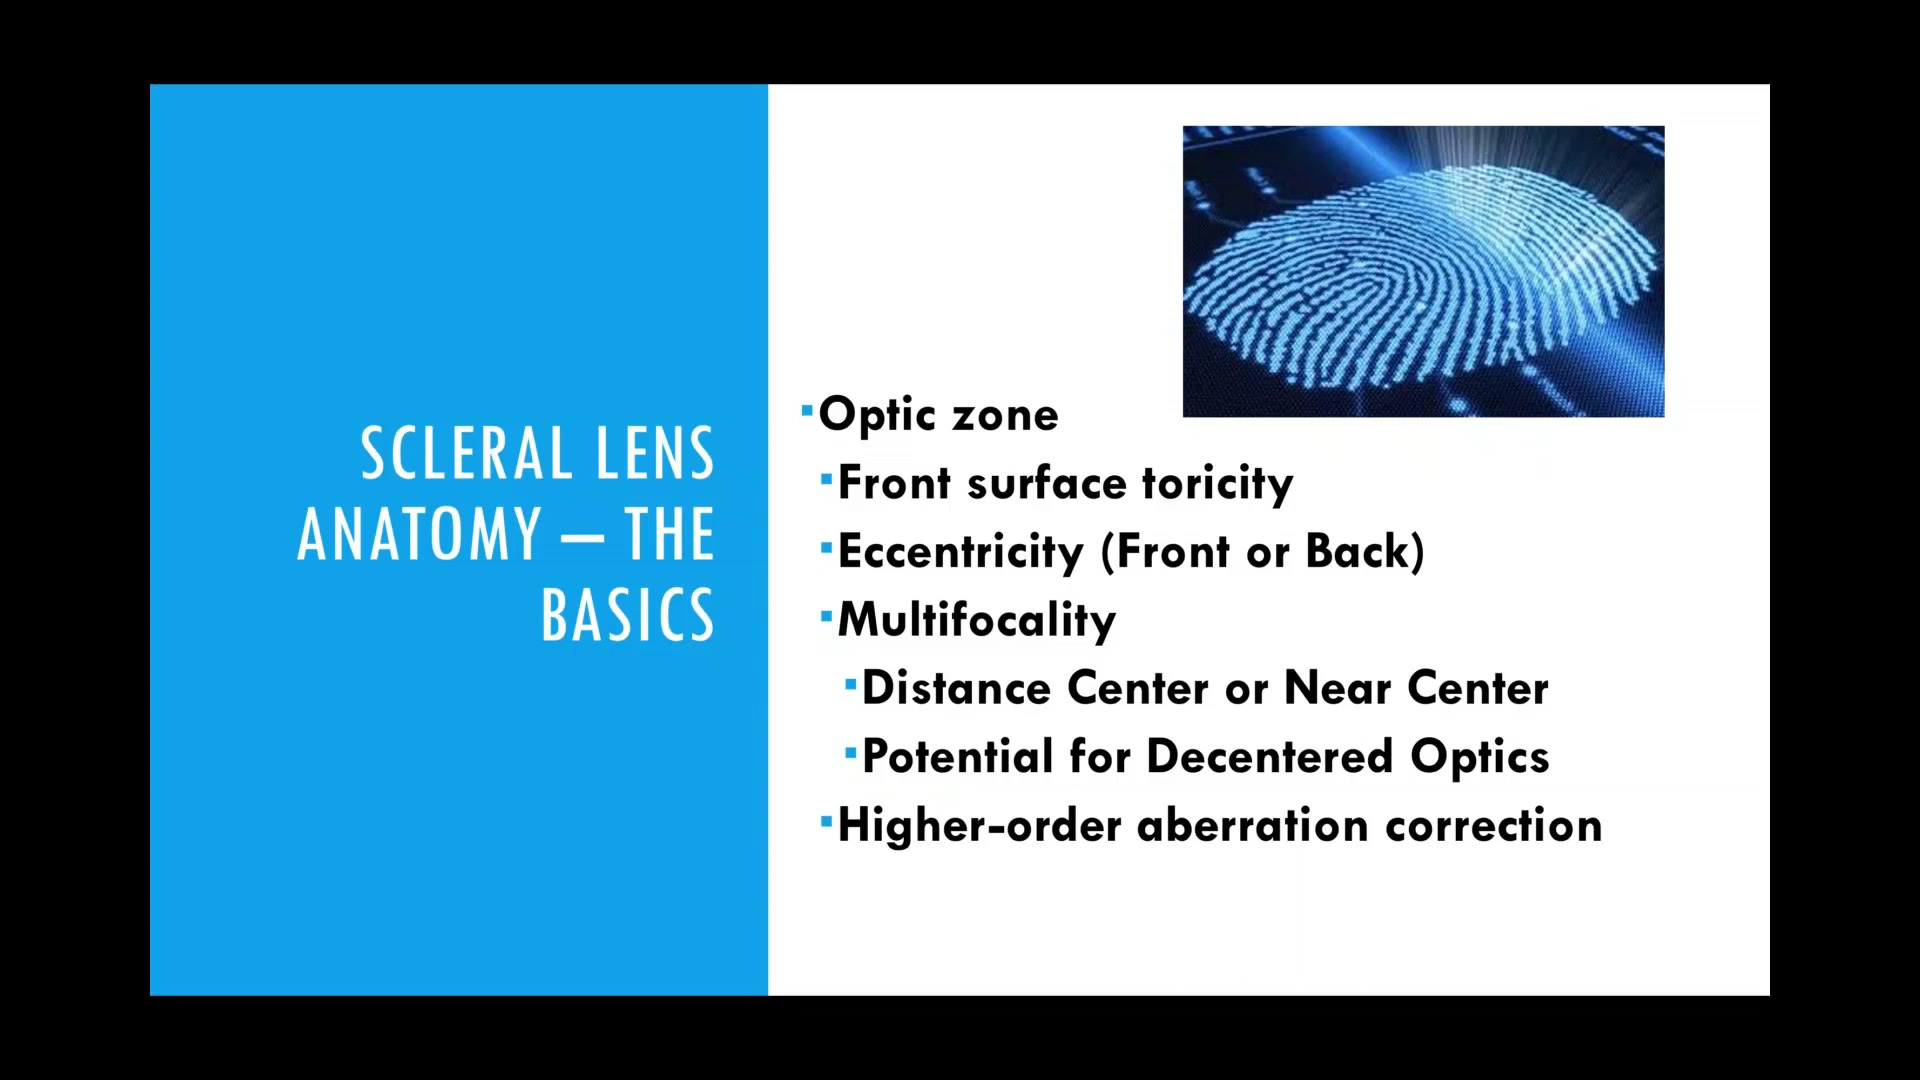 SCLERAL LENS
ANATOMY – THE
BASICS
▪Optic zone
▪Front surface toricity
▪Eccentricity (Front or Back)
▪Multifocality
▪Distance Center or Near Center
▪Potential for Decentered Optics
▪Higher-order aberration correction